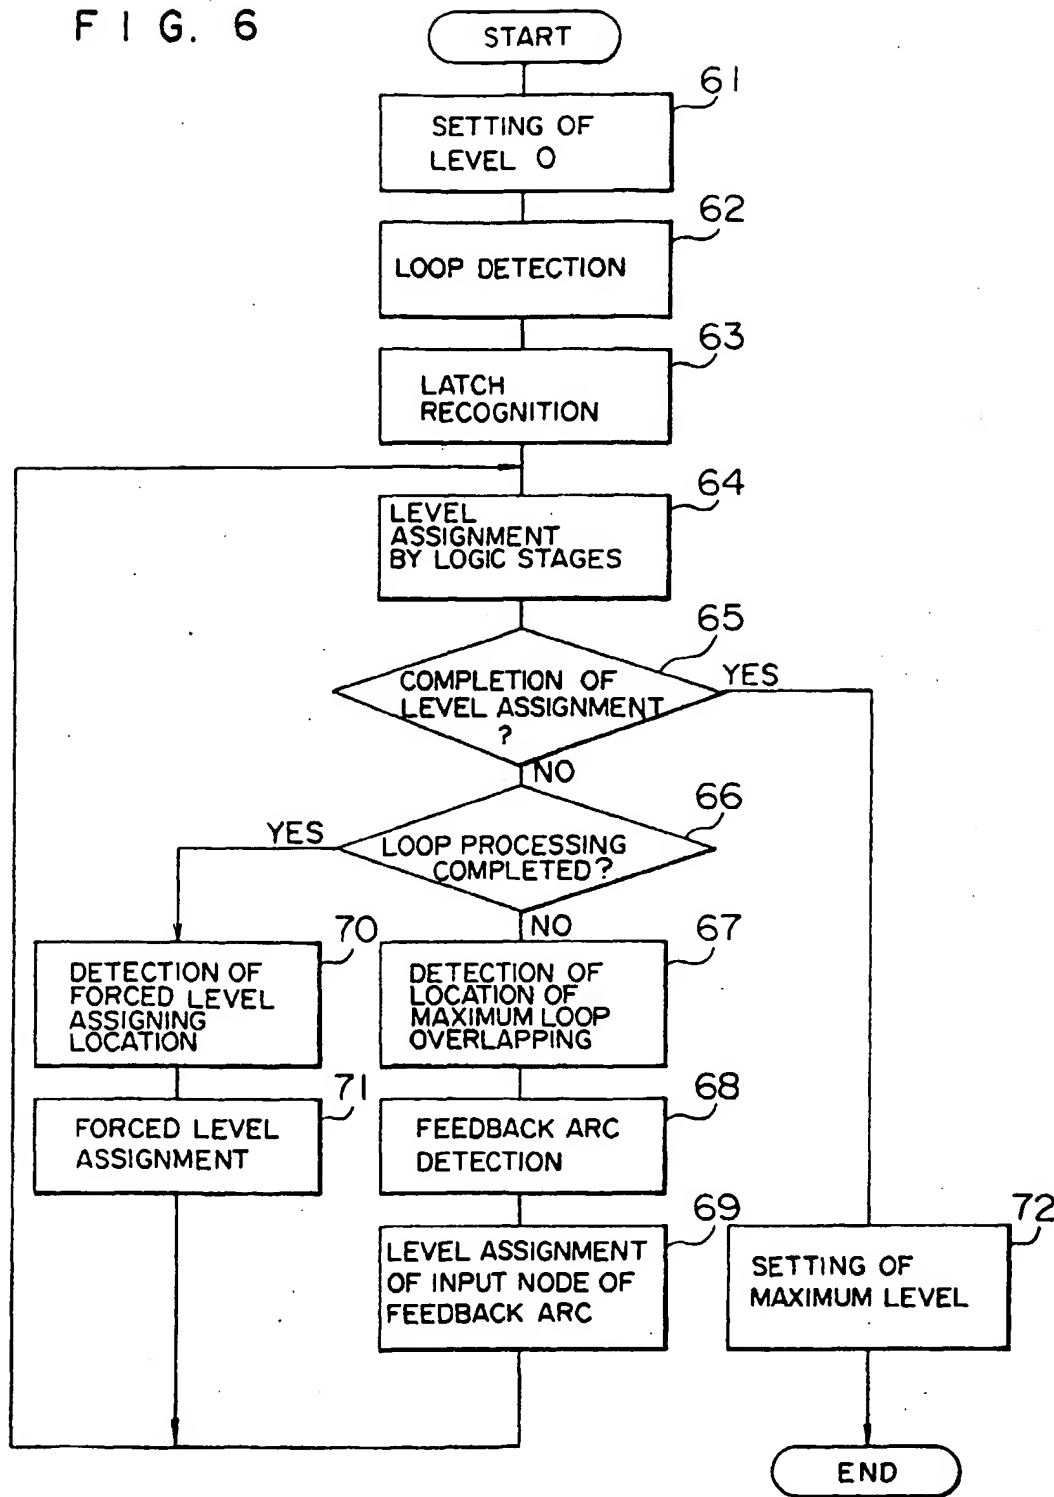 FIG. 6
START
61
SETTING OF
LEVEL 0
62
LOOP DETECTION
63
LATCH
RECOGNITION
64
LEVEL
ASSIGNMENT
BY LOGIC STAGES
65
COMPLETION OF
LEVEL ASSIGNMENT
?
YES
NO
66
LOOP PROCESSING
COMPLETED?
YES
NO
70
DETECTION OF
FORCED LEVEL
ASSIGNING
LOCATION
67
DETECTION OF
LOCATION OF
MAXIMUM LOOP
OVERLAPPING
71
FORCED LEVEL
ASSIGNMENT
68
FEEDBACK ARC
DETECTION
69
LEVEL ASSIGNMENT
OF INPUT NODE OF
FEEDBACK ARC
72
SETTING OF
MAXIMUM LEVEL
END